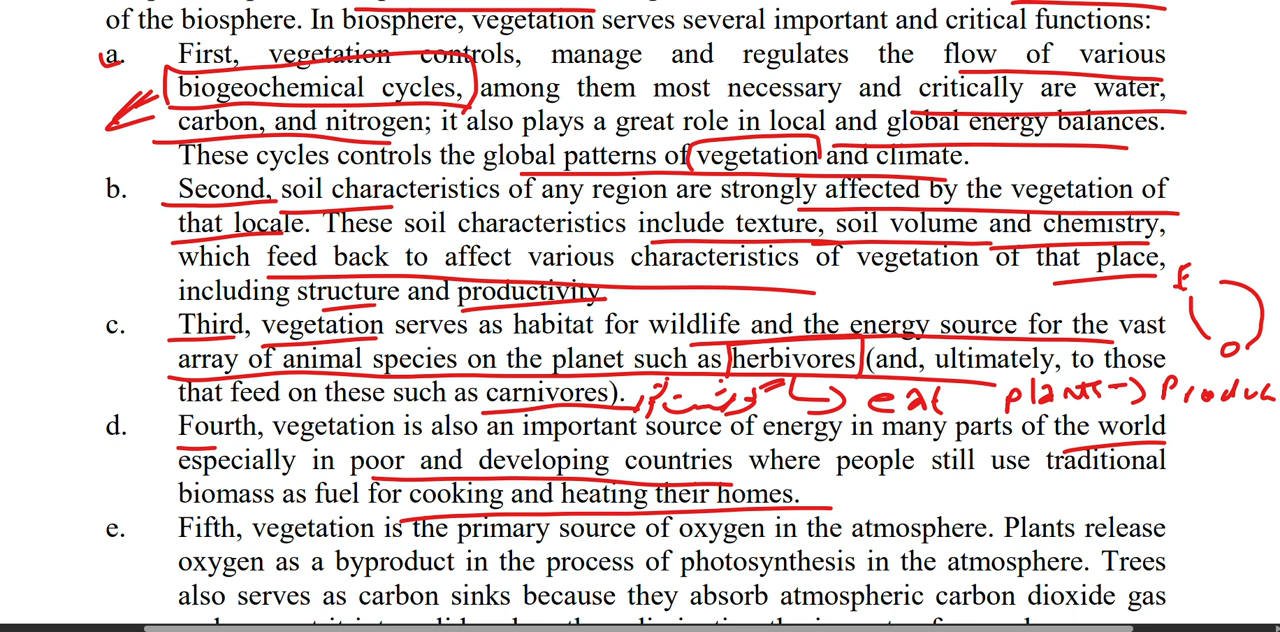 of the biosphere. In biosphere, vegetation serves several important and critical functions:
a. First, vegetation controls, manage and regulates the flow of various
biogeochemical cycles, among them most necessary and critically are water,
carbon, and nitrogen; it also plays a great role in local and global energy balances.
These cycles controls the global patterns of vegetation and climate.
b. Second, soil characteristics of any region are strongly affected by the vegetation of
that locale. These soil characteristics include texture, soil volume and chemistry,
which feed back to affect various characteristics of vegetation of that place,
including structure and productivity
c. Third, vegetation serves as habitat for wildlife and the energy source for the vast
array of animal species on the planet such as herbivores (and, ultimately, to those
that feed on these such as carnivores). eat plants → Produc
d. Fourth, vegetation is also an important source of energy in many parts of the world
especially in poor and developing countries where people still use traditional
biomass as fuel for cooking and heating their homes.
e. Fifth, vegetation is the primary source of oxygen in the atmosphere. Plants release
oxygen as a byproduct in the process of photosynthesis in the atmosphere. Trees
also serves as carbon sinks because they absorb atmospheric carbon dioxide gas